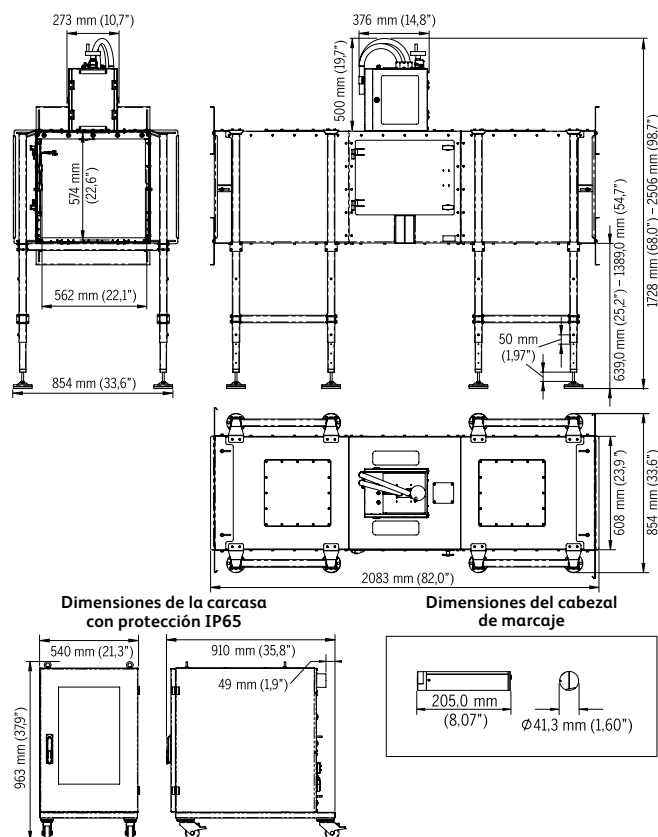 273 mm (10,7”)
376 mm (14,8”)
500 mm (19,7”)
574 mm
(22,6”)
562 mm (22,1”)
854 mm (33,6”)
50 mm
(1,97”)
639,0 mm (25,2”) – 1389,0 mm (54,7”)
1728 mm (68.0”) – 2506 mm (98,7”)
608 mm (23,9”)
854 mm (33,6”)
2083 mm (82,0”)
Dimensiones de la carcasa
con protección IP65
540 mm (21,3”)
910 mm (35,8”)
49 mm (1,9”)
963 mm (37,9”)
Dimensiones del cabezal
de marcaje
205,0 mm
(8,07”)
Ø41,3 mm (1,60”)